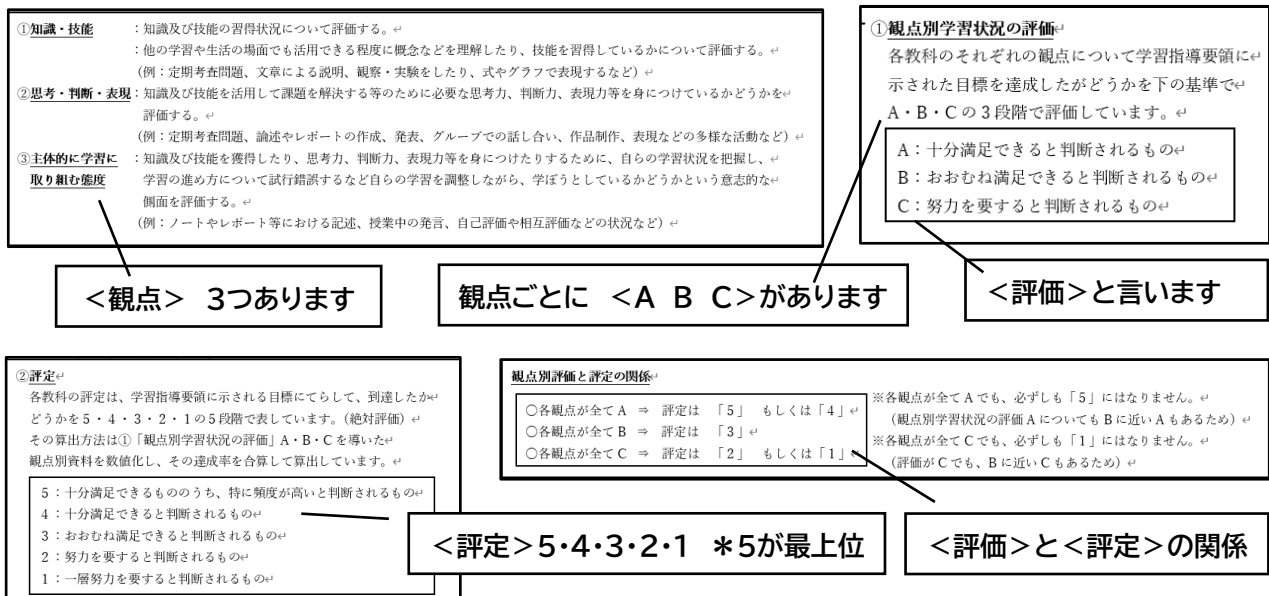 ①知識・技能　：知識及び技能の習得状況について評価する。
：他の学習や生活の場面でも活用できる程度に概念などを理解したり、技能を習得しているかについて評価する。
（例：定期考査問題、文章による説明、観察・実験をしたり、式やグラフで表現するなど）
②思考・判断・表現：知識及び技能を活用して課題を解決する等のために必要な思考力、判断力、表現力等を身につけているかどうかを
評価する。
（例：定期考査問題、論述やレポートの作成、発表、グループでの話し合い、作品制作、表現などの多様な活動など）
③主体的に学習に　：知識及び技能を獲得したり、思考力、判断力、表現力等を身につけたりするために、自らの学習状況を把握し、
取り組む態度　学習の進め方について試行錯誤するなど自らの学習を調整しながら、学ぼうとしているかどうかという意志的な
側面を評価する。
（例：ノートやレポート等における記述、授業中の発言、自己評価や相互評価などの状況など）
①観点別学習状況の評価
各教科のそれぞれの観点について学習指導要領に
示された目標を達成したがどうかを下の基準で
A・B・Cの3段階で評価しています。
A：十分満足できると判断されるもの
B：おおむね満足できると判断されるもの
C：努力を要すると判断されるもの
＜観点＞　3つあります
観点ごとに　＜A　B　C＞があります
＜評価＞と言います
②評定
各教科の評定は、学習指導要領に示される目標にてらして、到達したか
どうかを5・4・3・2・1の5段階で表しています。（絶対評価）
その算出方法は①「観点別学習状況の評価」A・B・Cを導いた
観点別資料を数値化し、その達成率を合算して算出しています。
5：十分満足できるもののうち、特に頻度が高いと判断されるもの
4：十分満足できると判断されるもの
3：おおむね満足できると判断されるもの
2：努力を要すると判断されるもの
1：一層努力を要すると判断されるもの
観点別評価と評定の関係
○各観点が全てA　⇒　評定は　「5」　もしくは「4」
○各観点が全てB　⇒　評定は　「3」
○各観点が全てC　⇒　評定は　「2」　もしくは「1」
※各観点が全てAでも、必ずしも「5」にはなりません。
（観点別学習状況の評価AについてもBに近いAもあるため）
※各観点が全てCでも、必ずしも「1」にはなりません。
（評価がCでも、Bに近いCもあるため）
＜評定＞5・4・3・2・1　＊5が最上位
＜評価＞と＜評定＞の関係